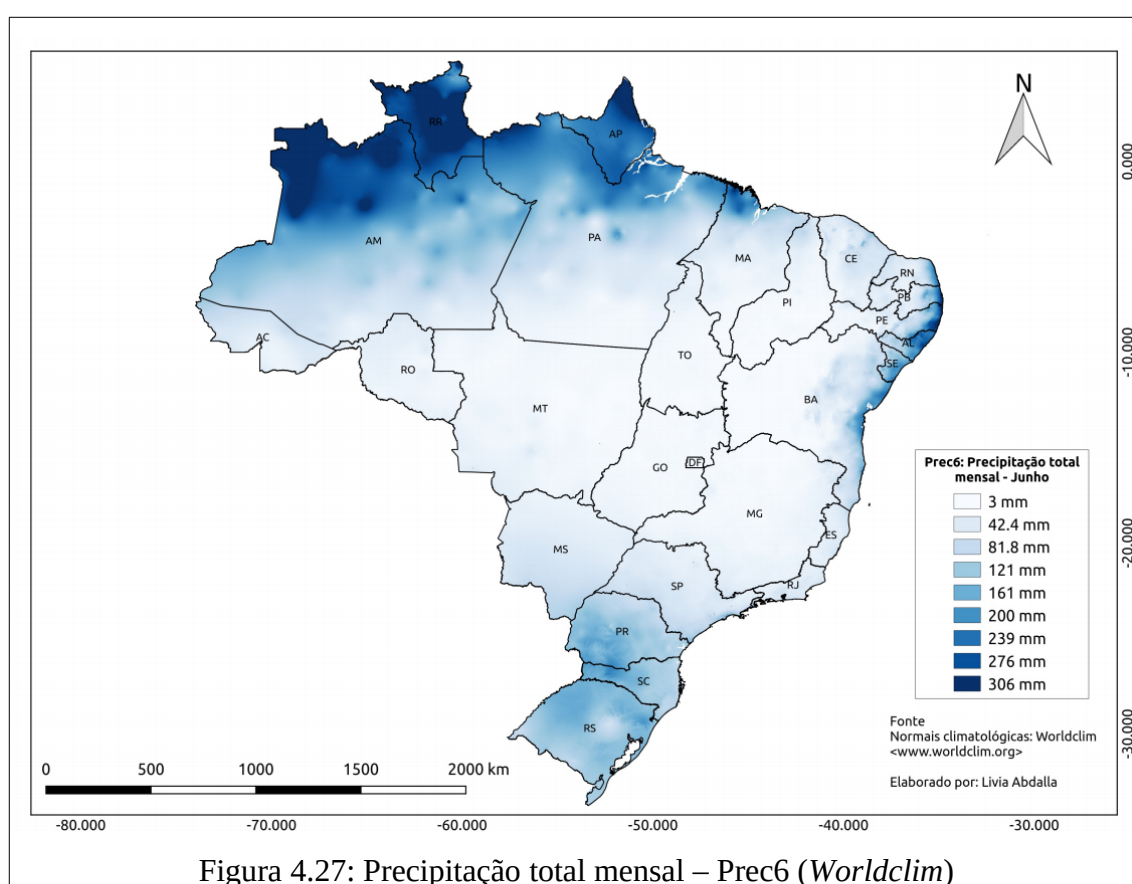 N
RR
AP
AM
PA
MA
CE
RN
PB
PI
PE
AC
AL
TO
SE
RO
BA
MT
GO
DF
MG
MS
ES
SP
RJ
PR
SC
RS
0.000
-10.000
-20.000
-30.000
Prec6: Precipitação total
mensal - Junho
3 mm
42.4 mm
81.8 mm
121 mm
161 mm
200 mm
239 mm
276 mm
306 mm
Fonte
Normais climatológicas: Worldclim
<www.worldclim.org>
Elaborado por: Livia Abdalla
0 500 1000 1500 2000 km
-80.000 -70.000 -60.000 -50.000 -40.000 -30.000
Figura 4.27: Precipitação total mensal – Prec6 (Worldclim)